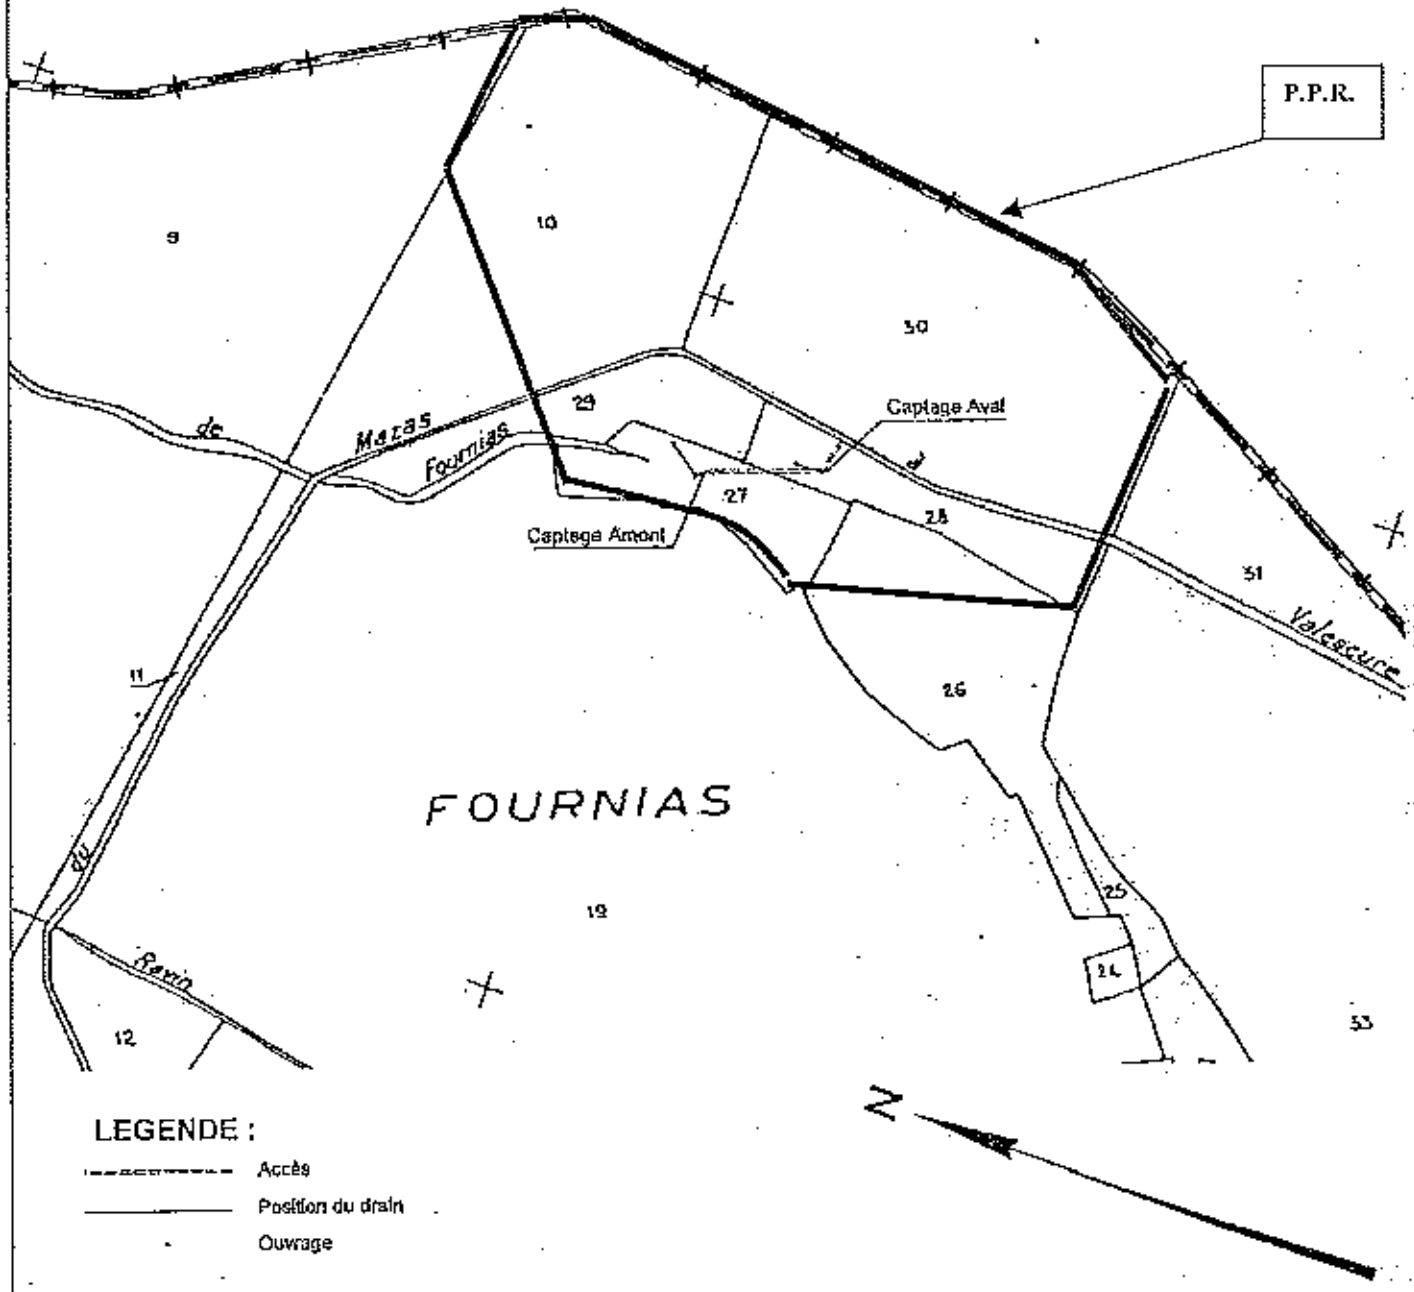 P.P.R.
9
10
30
de
Mazas
29
Fournias
Captage Aval
à
27
28
Captage Amont
31
Valescure
11
26
FOURNIAS
du
19
25
Ravin
24
12
33
N
LEGENDE :
Accès
Position du drain
Ouvrage